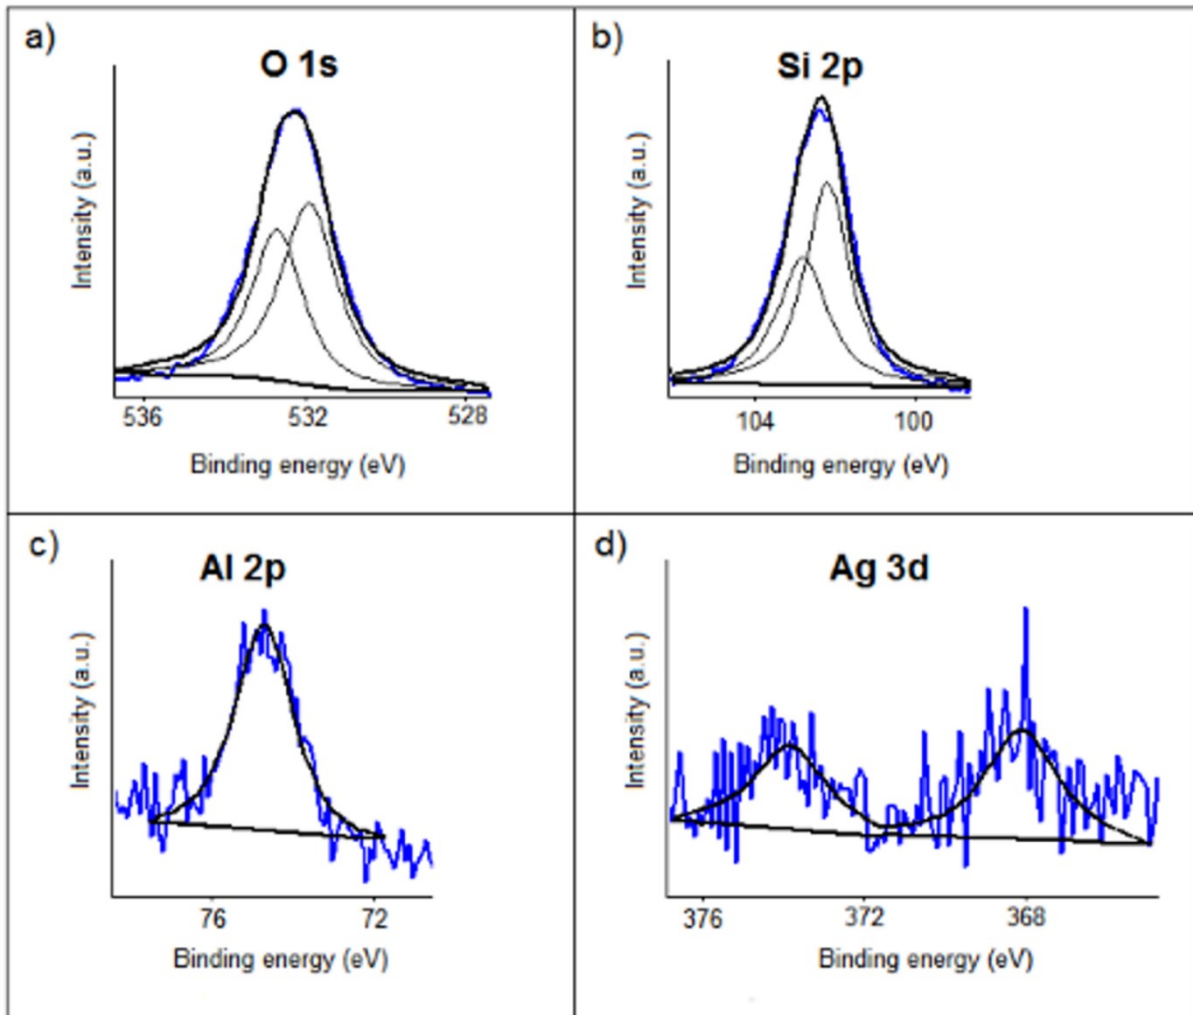 a)
O 1s
Intensity (a.u.)
536 532 528
Binding energy (eV)
b)
Si 2p
Intensity (a.u.)
104 100
Binding energy (eV)
c)
Al 2p
Intensity (a.u.)
76 72
Binding energy (eV)
d)
Ag 3d
Intensity (a.u.)
376 372 368
Binding energy (eV)